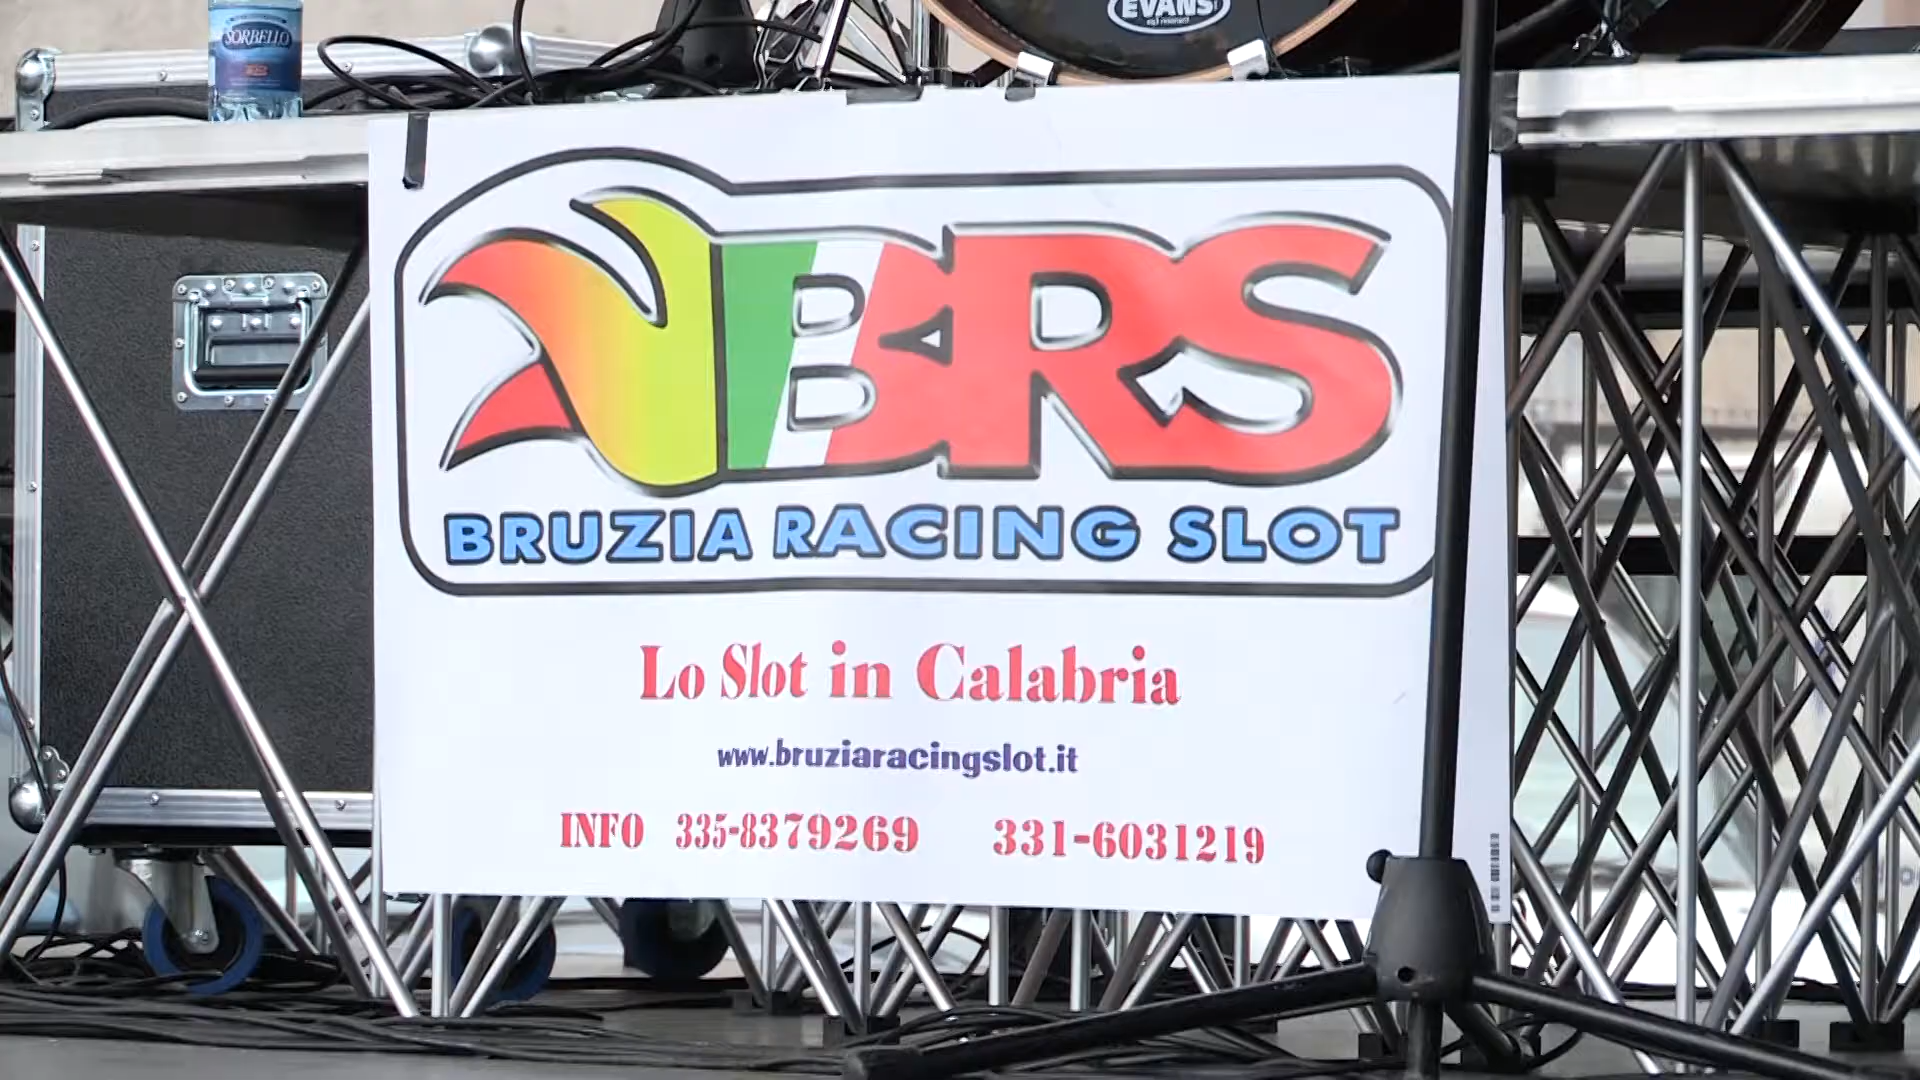 SORBELLO
EVANS
BRS
BRUZIA RACING SLOT
Lo Slot in Calabria
www.bruziaracingslot.it
INFO 335-8379269 331-6031219